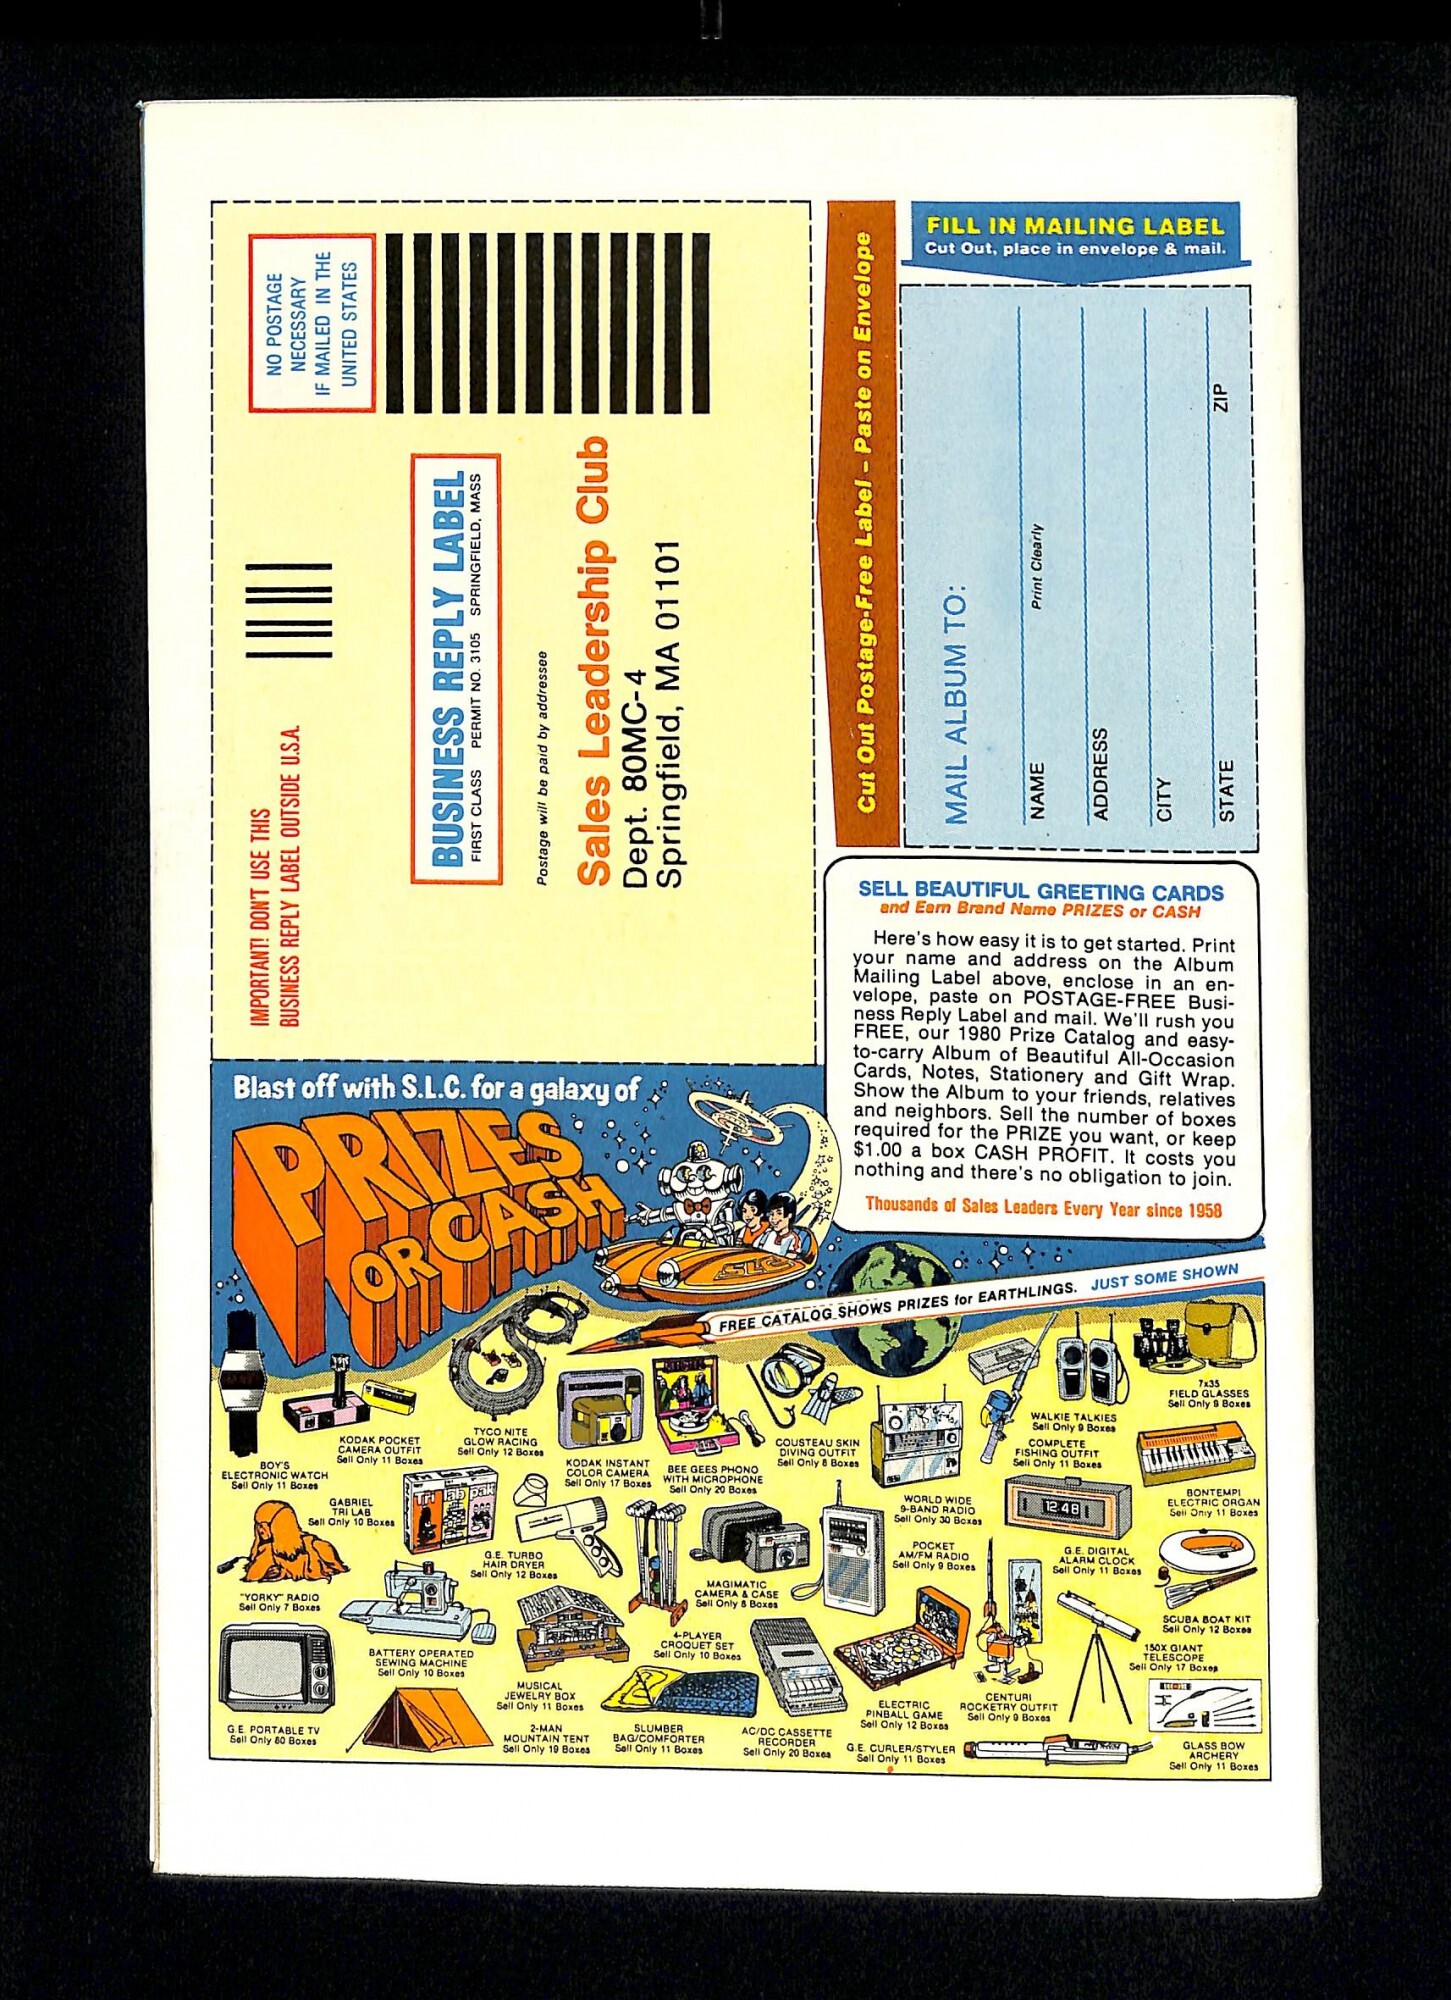 NO POSTAGE
NECESSARY
IF MAILED IN THE
UNITED STATES
IMPORTANT! DON'T USE THIS
BUSINESS REPLY LABEL OUTSIDE U.S.A.
BUSINESS REPLY LABEL
FIRST CLASS PERMIT NO. 3105 SPRINGFIELD, MASS
Postage will be paid by addressee
Sales Leadership Club
Dept. 80MC-4
Springfield, MA 01101
Cut Out Postage-Free Label – Paste on Envelope
FILL IN MAILING LABEL
Cut Out, place in envelope & mail.
MAIL ALBUM TO:
NAME
Print Clearly
ADDRESS
CITY
STATE
ZIP
SELL BEAUTIFUL GREETING CARDS
and Earn Brand Name PRIZES or CASH
Here's how easy it is to get started. Print
your name and address on the Album
Mailing Label above, enclose in an en-
velope, paste on POSTAGE-FREE Busi-
ness Reply Label and mail. We'll rush you
FREE, our 1980 Prize Catalog and easy-
to-carry Album of Beautiful All-Occasion
Cards, Notes, Stationery and Gift Wrap.
Show the Album to your friends, relatives
and neighbors. Sell the number of boxes
required for the PRIZE you want, or keep
$1.00 a box CASH PROFIT. It costs you
nothing and there's no obligation to join.
Thousands of Sales Leaders Every Year since 1958
Blast off with S.L.C. for a galaxy of
PRIZES
OR CASH
SLC
FREE CATALOG SHOWS PRIZES for EARTHLINGS. JUST SOME SHOWN
BOY'S
ELECTRONIC WATCH
Sell Only 11 Boxes
KODAK POCKET
CAMERA OUTFIT
Sell Only 11 Boxes
TYCO NITE
GLOW RACING
Sell Only 12 Boxes
KODAK INSTANT
COLOR CAMERA
Sell Only 17 Boxes
BEE GEES PHONO
WITH MICROPHONE
Sell Only 20 Boxes
COUSTEAU SKIN
DIVING OUTFIT
Sell Only 8 Boxes
WORLD WIDE
9-BAND RADIO
Sell Only 30 Boxes
WALKIE TALKIES
Sell Only 9 Boxes
COMPLETE
FISHING OUTFIT
Sell Only 11 Boxes
7x35
FIELD GLASSES
Sell Only 9 Boxes
BONTEMPI
ELECTRIC ORGAN
Sell Only 11 Boxes
GABRIEL
TRI LAB
Sell Only 10 Boxes
Tri lab pak
G.E. TURBO
HAIR DRYER
Sell Only 12 Boxes
MAGIMATIC
CAMERA & CASE
Sell Only 8 Boxes
POCKET
AM/FM RADIO
Sell Only 9 Boxes
12 48
G.E. DIGITAL
ALARM CLOCK
Sell Only 11 Boxes
SCUBA BOAT KIT
Sell Only 12 Boxes
"YORKY" RADIO
Sell Only 7 Boxes
BATTERY OPERATED
SEWING MACHINE
Sell Only 10 Boxes
MUSICAL
JEWELRY BOX
Sell Only 11 Boxes
4-PLAYER
CROQUET SET
Sell Only 10 Boxes
150X GIANT
TELESCOPE
Sell Only 17 Boxes
G.E. PORTABLE TV
Sell Only 60 Boxes
2-MAN
MOUNTAIN TENT
Sell Only 19 Boxes
SLUMBER
BAG/COMFORTER
Sell Only 11 Boxes
AC/DC CASSETTE
RECORDER
Sell Only 20 Boxes
ELECTRIC
PINBALL GAME
Sell Only 12 Boxes
CENTURI
ROCKETRY OUTFIT
Sell Only 9 Boxes
G.E. CURLER/STYLER
Sell Only 11 Boxes
GLASS BOW
ARCHERY
Sell Only 11 Boxes